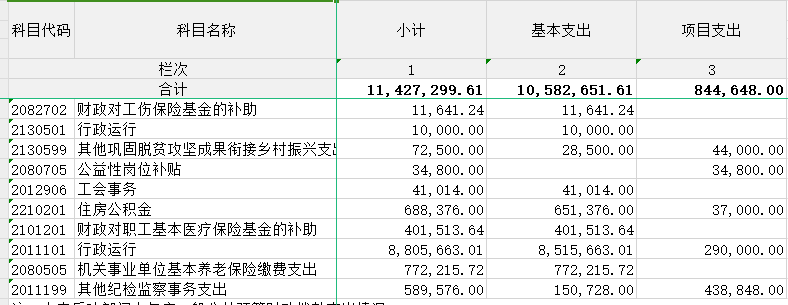 科目代码 科目名称 小计 基本支出 项目支出
栏次 1 2 3
合计 11,427,299.61 10,582,651.61 844,648.00
2082702 财政对工伤保险基金的补助 11,641.24 11,641.24
2130501 行政运行 10,000.00 10,000.00
2130599 其他巩固脱贫攻坚成果衔接乡村振兴支 72,500.00 28,500.00 44,000.00
2080705 公益性岗位补贴 34,800.00 34,800.00
2012906 工会事务 41,014.00 41,014.00
2210201 住房公积金 688,376.00 651,376.00 37,000.00
2101201 财政对职工基本医疗保险基金的补助 401,513.64 401,513.64
2011101 行政运行 8,805,663.01 8,515,663.01 290,000.00
2080505 机关事业单位基本养老保险缴费支出 772,215.72 772,215.72
2011199 其他纪检监察事务支出 589,576.00 150,728.00 438,848.00